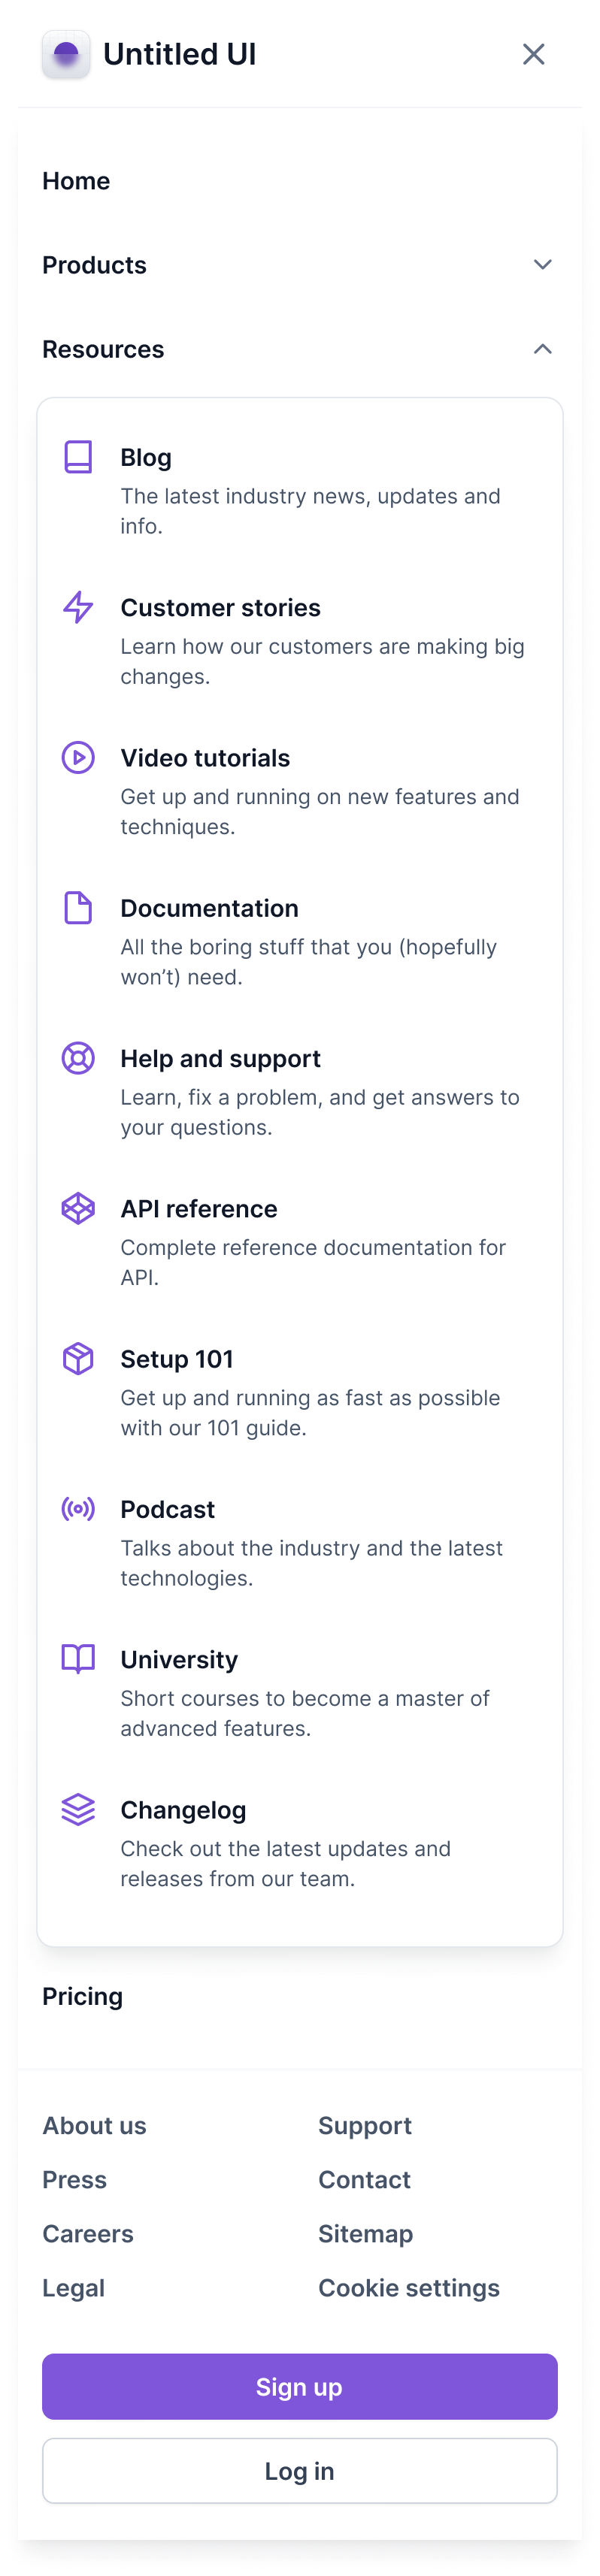 Untitled UI
Home
Products
Resources
Blog
The latest industry news, updates and
info.
Customer stories
Learn how our customers are making big
changes.
Video tutorials
Get up and running on new features and
techniques.
Documentation
All the boring stuff that you (hopefully
won’t) need.
Help and support
Learn, fix a problem, and get answers to
your questions.
API reference
Complete reference documentation for
API.
Setup 101
Get up and running as fast as possible
with our 101 guide.
Podcast
Talks about the industry and the latest
technologies.
University
Short courses to become a master of
advanced features.
Changelog
Check out the latest updates and
releases from our team.
Pricing
About us
Press
Careers
Legal
Support
Contact
Sitemap
Cookie settings
Sign up
Log in